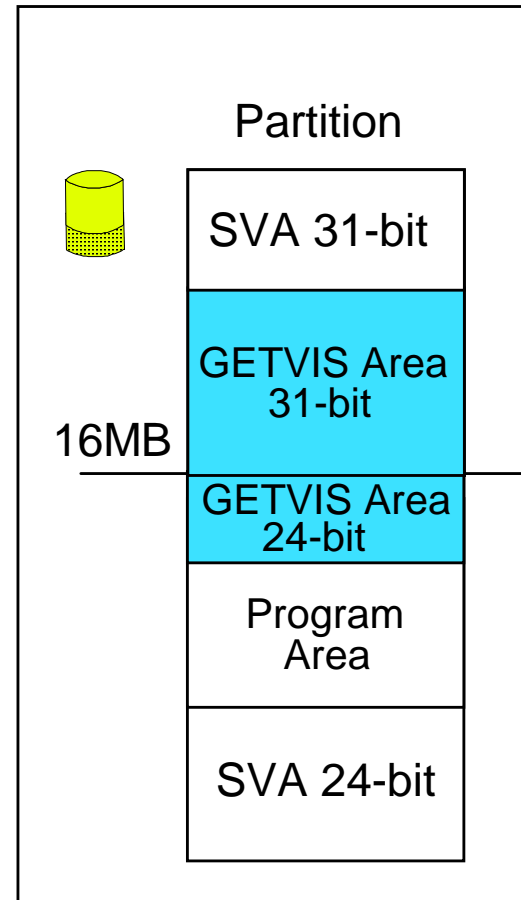 Partition
SVA 31-bit
GETVIS Area
31-bit
16MB
GETVIS Area
24-bit
Program
Area
SVA 24-bit